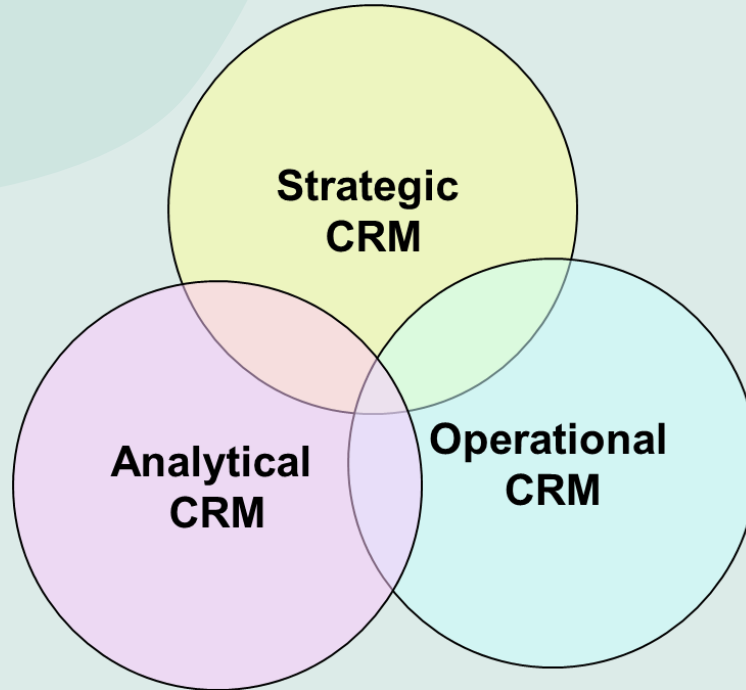 Strategic
CRM
Analytical
CRM
Operational
CRM